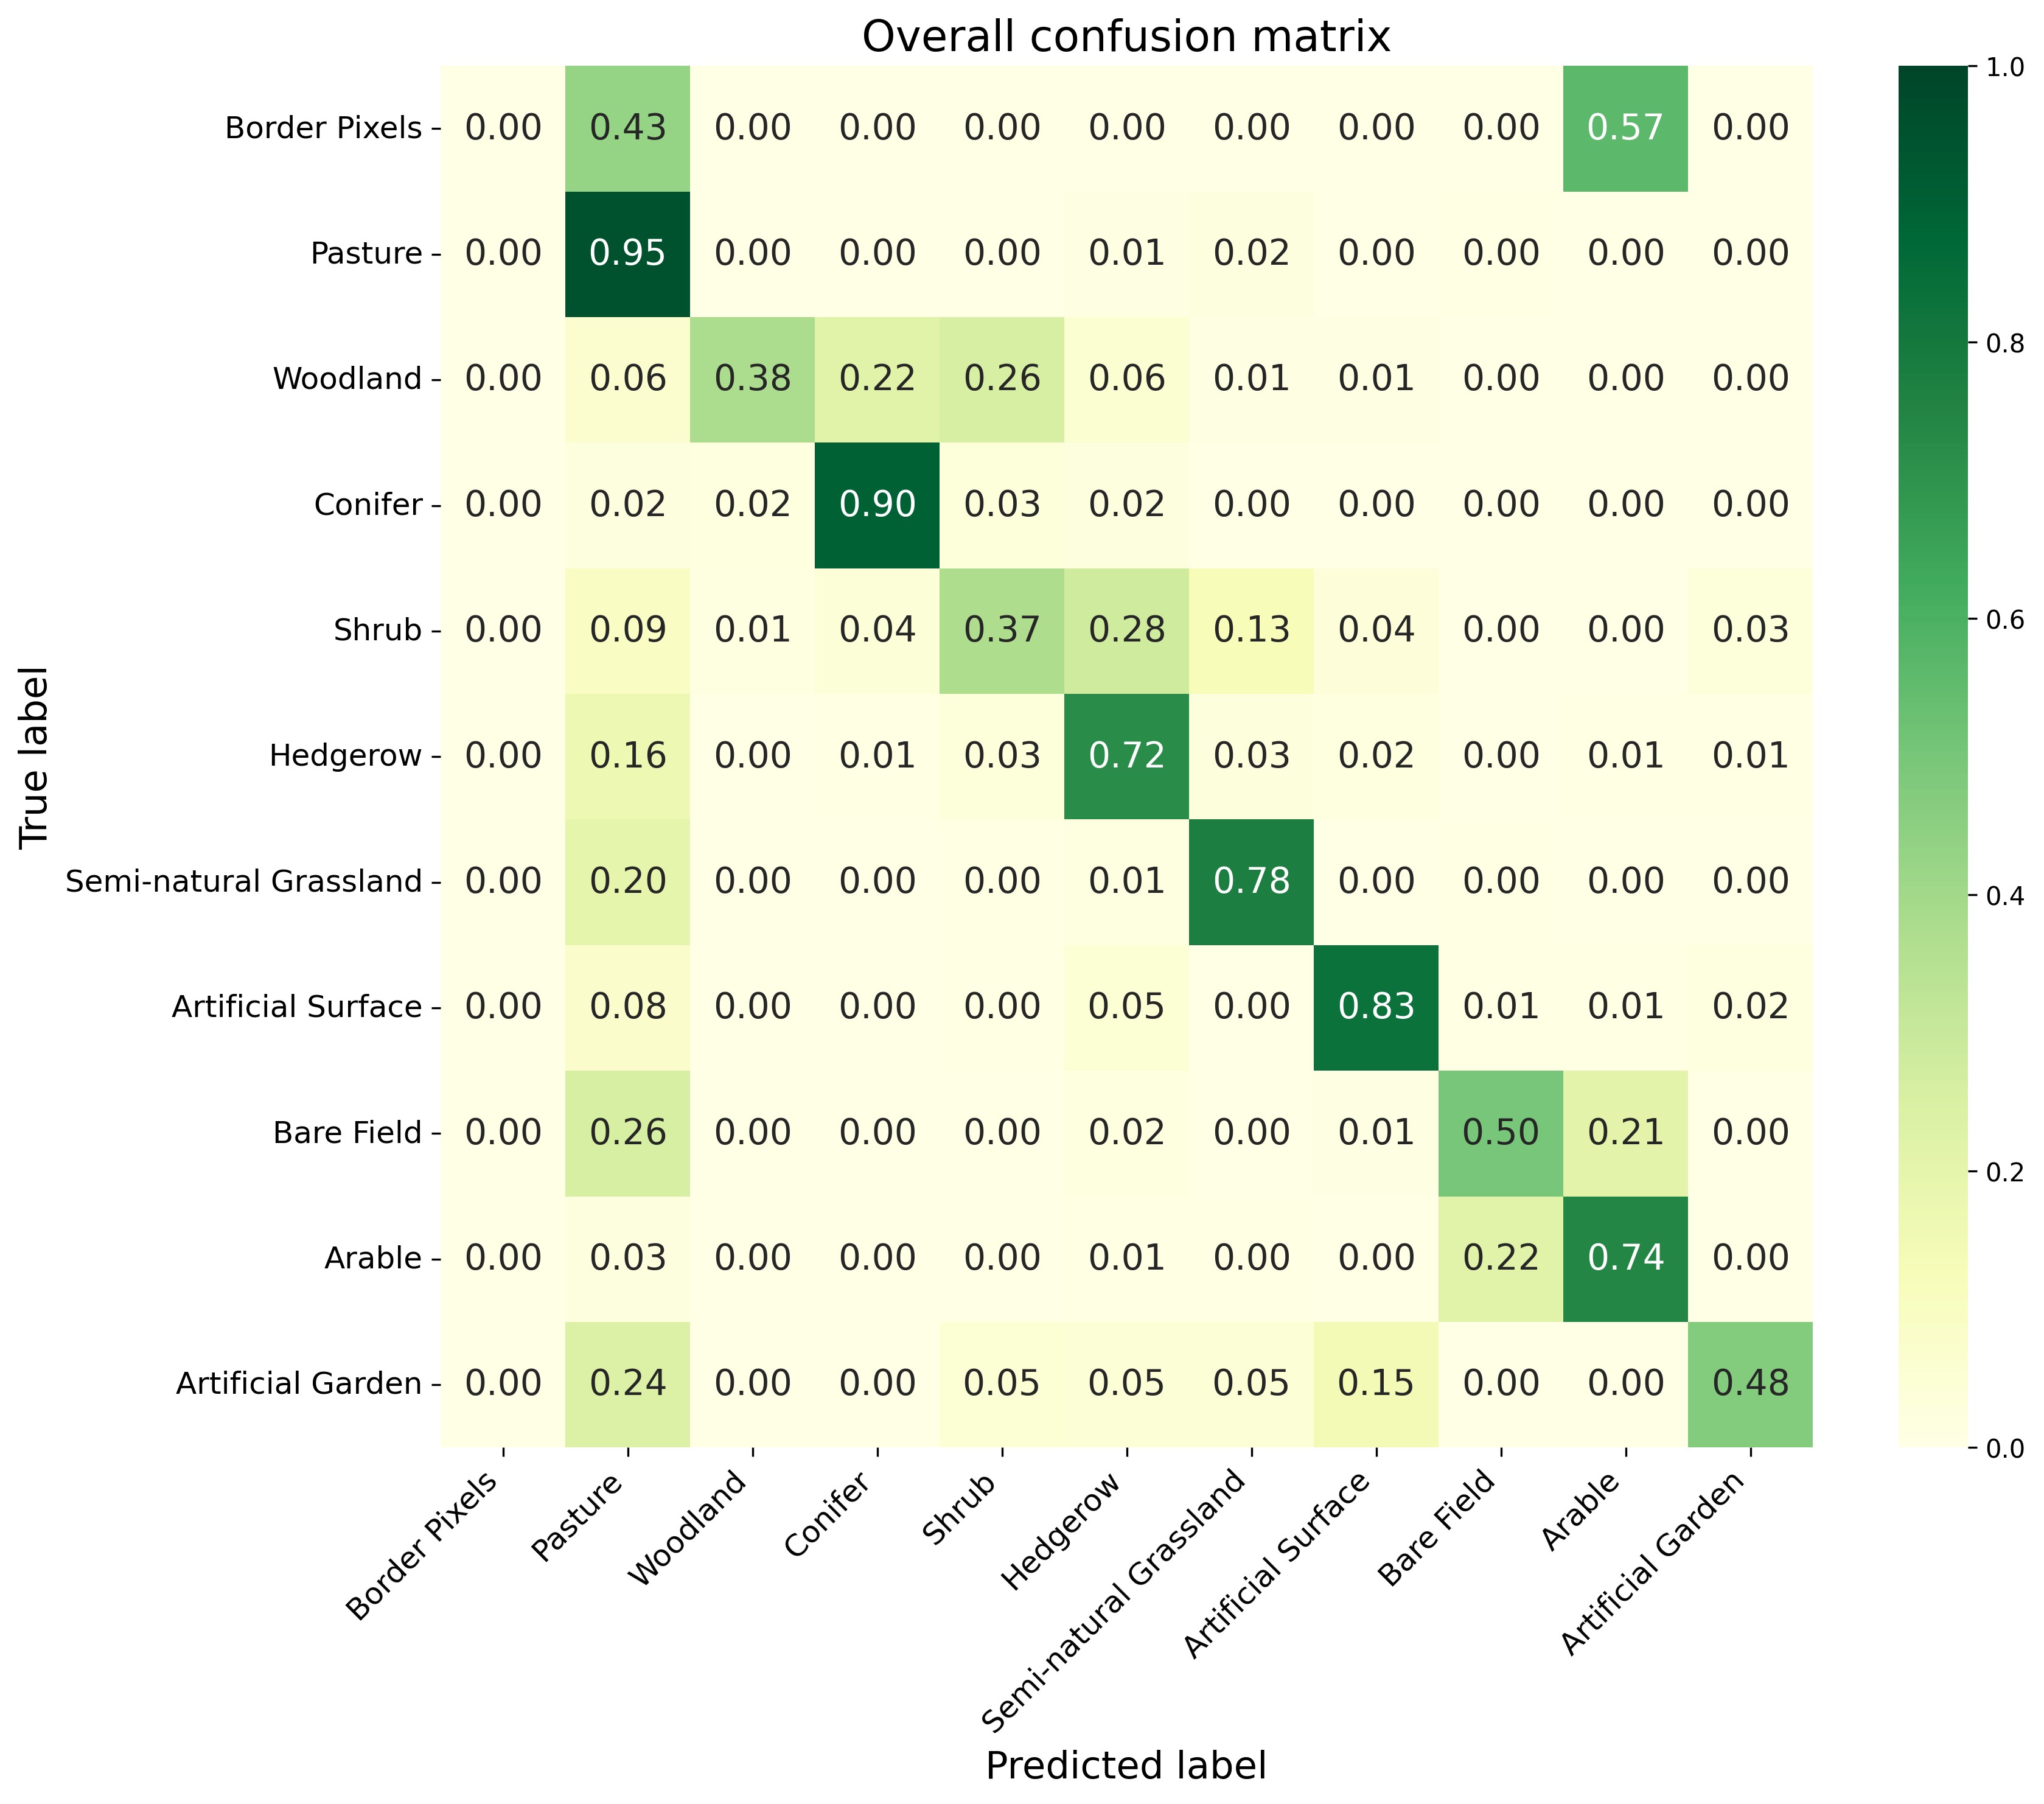 Overall confusion matrix
True label
Border Pixels 0.00 0.43 0.00 0.00 0.00 0.00 0.00 0.00 0.00 0.57 0.00
Pasture 0.00 0.95 0.00 0.00 0.00 0.01 0.02 0.00 0.00 0.00 0.00
Woodland 0.00 0.06 0.38 0.22 0.26 0.06 0.01 0.01 0.00 0.00 0.00
Conifer 0.00 0.02 0.02 0.90 0.03 0.02 0.00 0.00 0.00 0.00 0.00
Shrub 0.00 0.09 0.01 0.04 0.37 0.28 0.13 0.04 0.00 0.00 0.03
Hedgerow 0.00 0.16 0.00 0.01 0.03 0.72 0.03 0.02 0.00 0.01 0.01
Semi-natural Grassland 0.00 0.20 0.00 0.00 0.00 0.01 0.78 0.00 0.00 0.00 0.00
Artificial Surface 0.00 0.08 0.00 0.00 0.00 0.05 0.00 0.83 0.01 0.01 0.02
Bare Field 0.00 0.26 0.00 0.00 0.00 0.02 0.00 0.01 0.50 0.21 0.00
Arable 0.00 0.03 0.00 0.00 0.00 0.01 0.00 0.00 0.22 0.74 0.00
Artificial Garden 0.00 0.24 0.00 0.00 0.05 0.05 0.05 0.15 0.00 0.00 0.48
Border Pixels
Pasture
Woodland
Conifer
Shrub
Hedgerow
Semi-natural Grassland
Artificial Surface
Bare Field
Arable
Artificial Garden
Predicted label
1.0
0.8
0.6
0.4
0.2
0.0